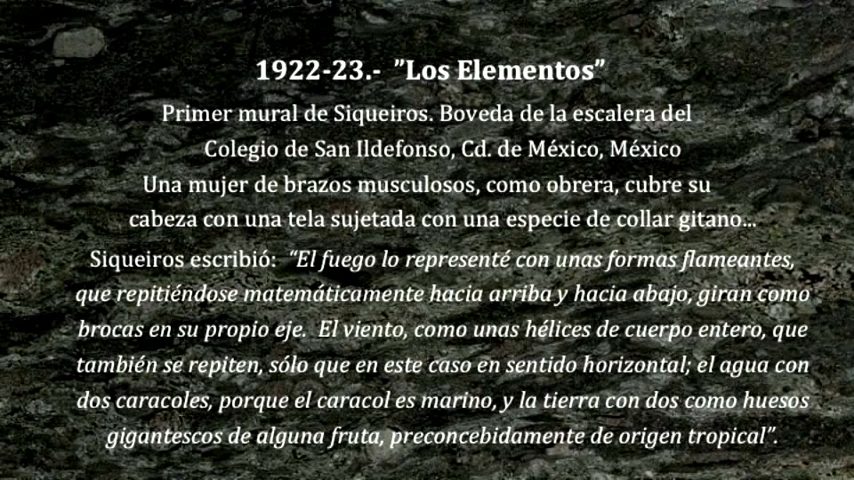 1922-23.- ”Los Elementos”
Primer mural de Siqueiros. Boveda de la escalera del
Colegio de San Ildefonso, Cd. de México, México
Una mujer de brazos musculosos, como obrera, cubre su
cabeza con una tela sujetada con una especie de collar gitano...
Siqueiros escribió: “El fuego lo representé con unas formas flameantes,
que repitiéndose matemáticamente hacia arriba y hacia abajo, giran como
brocas en su propio eje. El viento, como unas hélices de cuerpo entero, que
también se repiten, sólo que en este caso en sentido horizontal; el agua con
dos caracoles, porque el caracol es marino, y la tierra con dos como huesos
gigantescos de alguna fruta, preconcebidamente de origen tropical”.